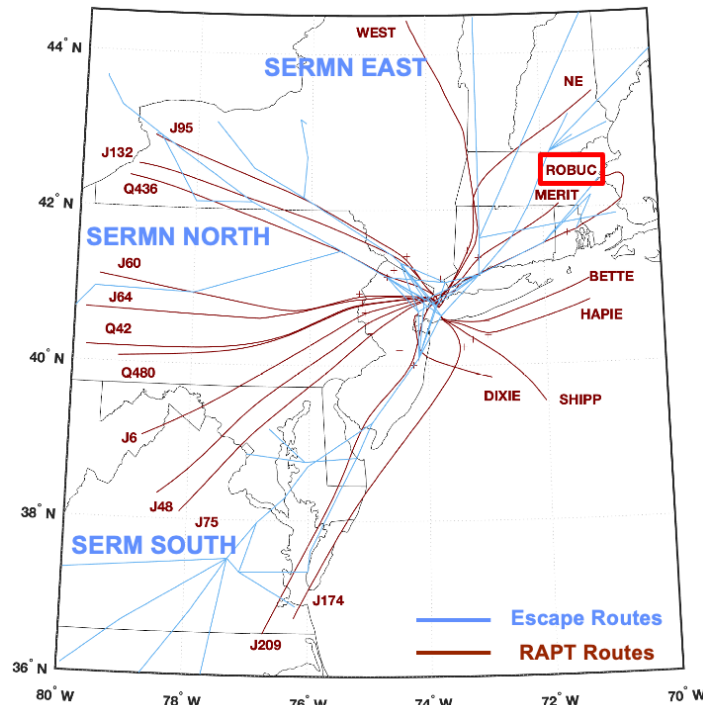 44° N
WEST
SERMN EAST
NE
J95
J132
Q436
ROBUC
MERIT
42° N
SERMN NORTH
J60
BETTE
J64
HAPIE
Q42
40° N
Q480
DIXIE
SHIPP
J6
J48
J75
38° N
SERM SOUTH
J174
Escape Routes
J209
RAPT Routes
36° N
80° W
78° W
76° W
74° W
72° W
70° W